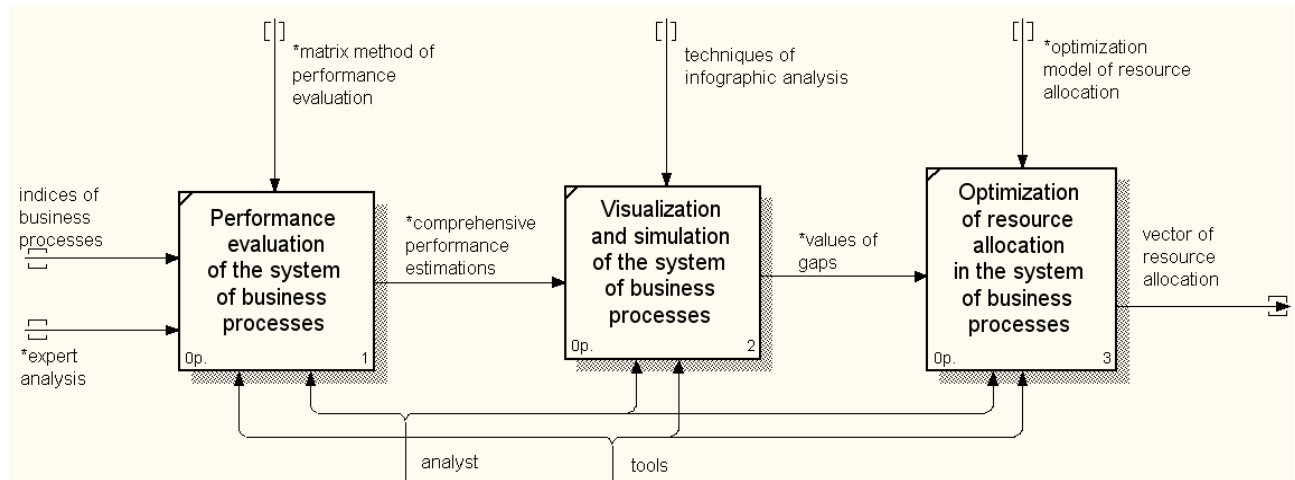 *matrix method of
performance
evaluation
techniques of
infographic analysis
*optimization
model of resource
allocation
indices of
business
processes
*expert
analysis
Performance
evaluation
of the system
of business
processes
0p.
1
*comprehensive
performance
estimations
Visualization
and simulation
of the system
of business
processes
0p.
2
*values of
gaps
Optimization
of resource
allocation
in the system
of business
processes
0p.
3
vector of
resource
allocation
analyst
tools